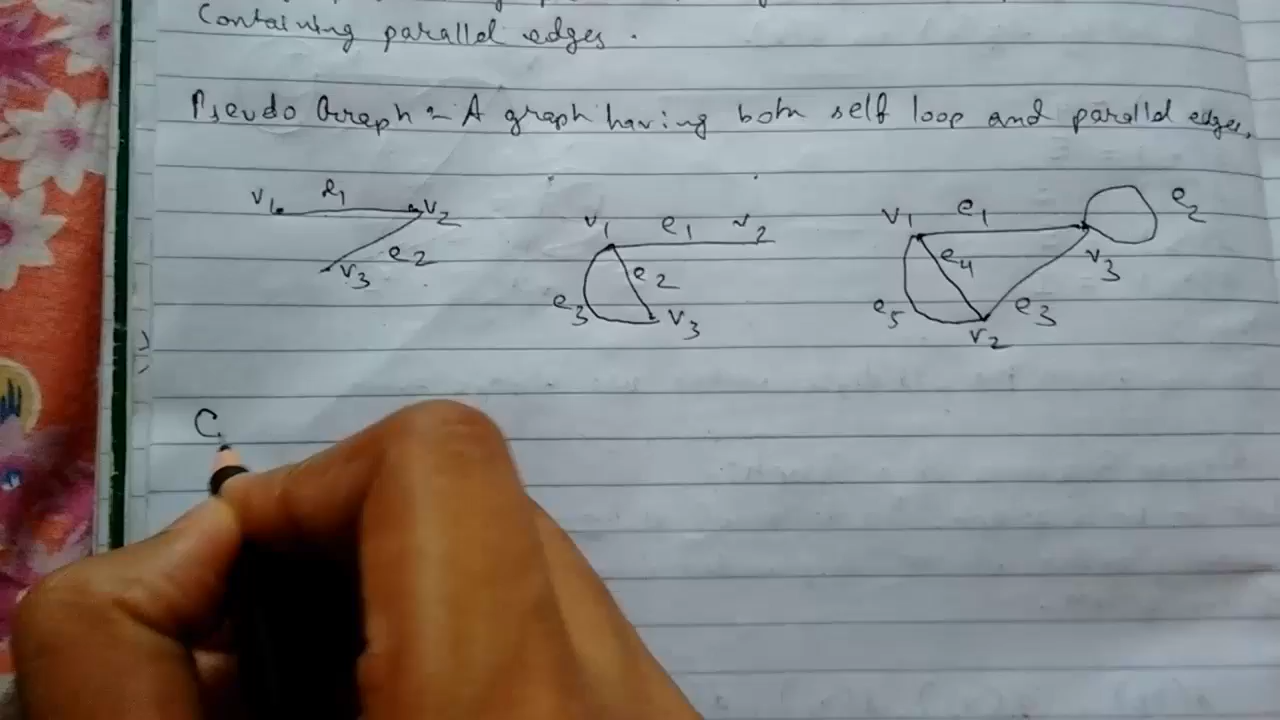 Containing parallel edges.
Pseudo Graph - A graph having both self loop and parallel edges.
v1 e1 v2
e2
v3
v1 e1 v2
e2
e3 v3
v1 e1 e2
e4 v3
e5 e3
v2
C